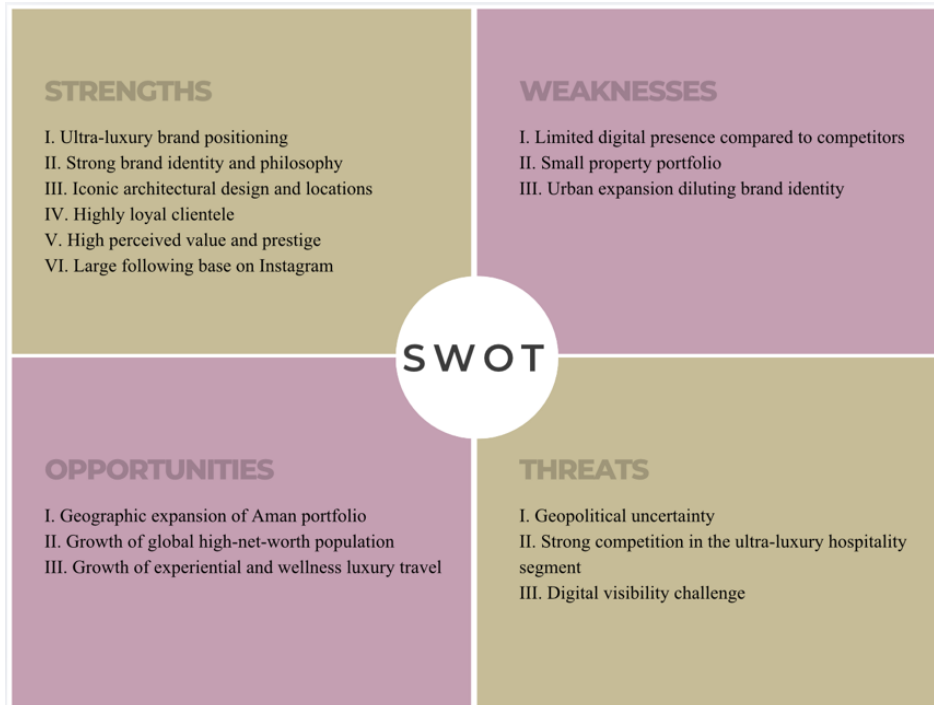 STRENGTHS
I. Ultra-luxury brand positioning
II. Strong brand identity and philosophy
III. Iconic architectural design and locations
IV. Highly loyal clientele
V. High perceived value and prestige
VI. Large following base on Instagram
WEAKNESSES
I. Limited digital presence compared to competitors
II. Small property portfolio
III. Urban expansion diluting brand identity
SWOT
OPPORTUNITIES
I. Geographic expansion of Aman portfolio
II. Growth of global high-net-worth population
III. Growth of experiential and wellness luxury travel
THREATS
I. Geopolitical uncertainty
II. Strong competition in the ultra-luxury hospitality
segment
III. Digital visibility challenge